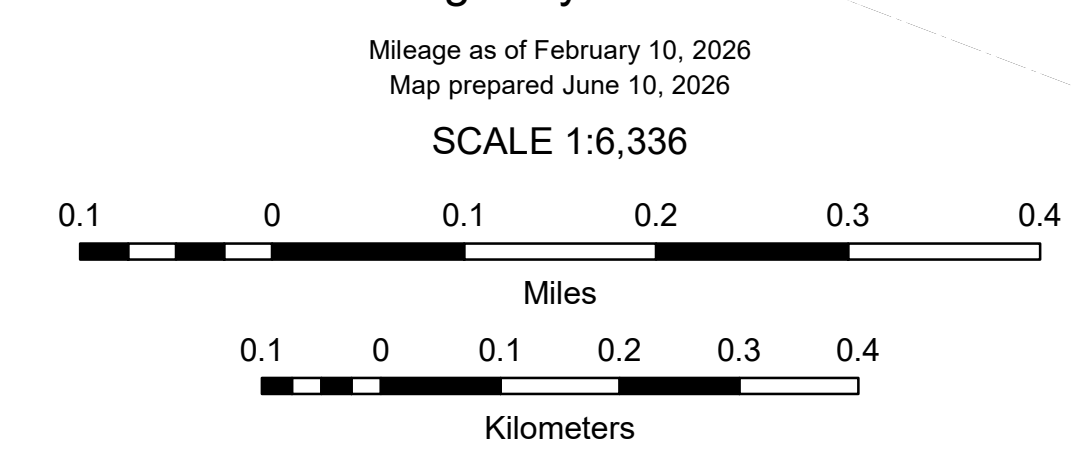 Mileage as of February 10, 2026
Map prepared June 10, 2026
SCALE 1:6,336
0.1 0 0.1 0.2 0.3 0.4
Miles
0.1 0 0.1 0.2 0.3 0.4
Kilometers